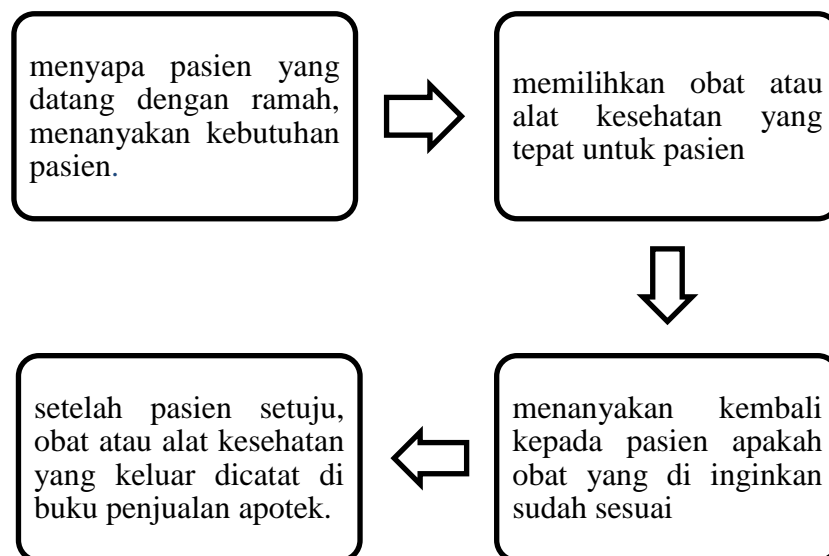 menyapa pasien yang
datang dengan ramah,
menanyakan kebutuhan
pasien.
memilihkan obat atau
alat kesehatan yang
tepat untuk pasien
menanyakan kembali
kepada pasien apakah
obat yang di inginkan
sudah sesuai
setelah pasien setuju,
obat atau alat kesehatan
yang keluar dicatat di
buku penjualan apotek.